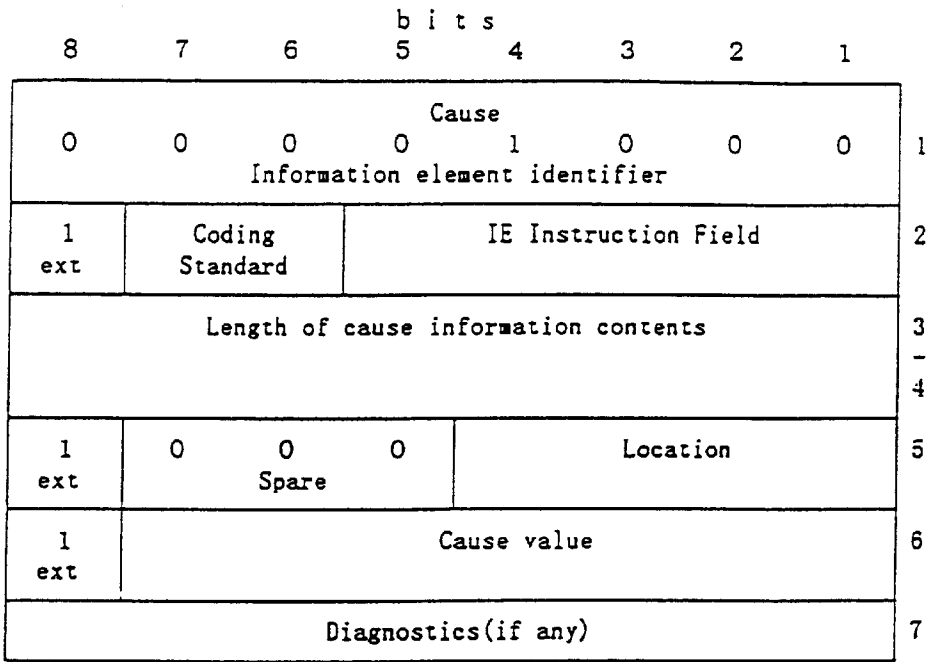 b i t s
8 7 6 5 4 3 2 1
Cause
0 0 0 0 1 0 0 0 1
Information element identifier
1 Coding IE Instruction Field 2
ext Standard
Length of cause information contents 3
-
4
1 0 0 0 Location 5
ext Spare
1 Cause value 6
ext
Diagnostics(if any) 7